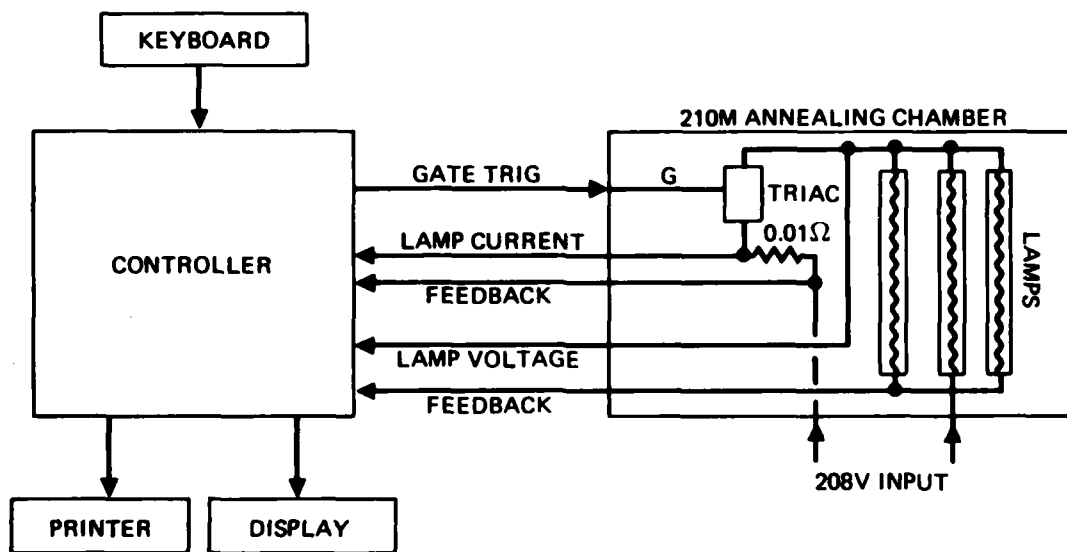 KEYBOARD
210M ANNEALING CHAMBER
GATE TRIG
G
TRIAC
0.01Ω
LAMP CURRENT
CONTROLLER
FEEDBACK
LAMPS
LAMP VOLTAGE
FEEDBACK
208V INPUT
PRINTER
DISPLAY